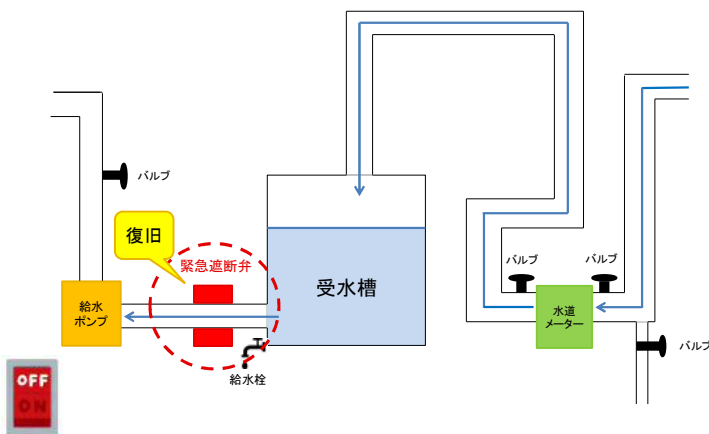 バルブ
復旧
緊急遮断弁
受水槽
バルブ
バルブ
給水
ポンプ
水道
メーター
バルブ
給水栓
OFF
ON